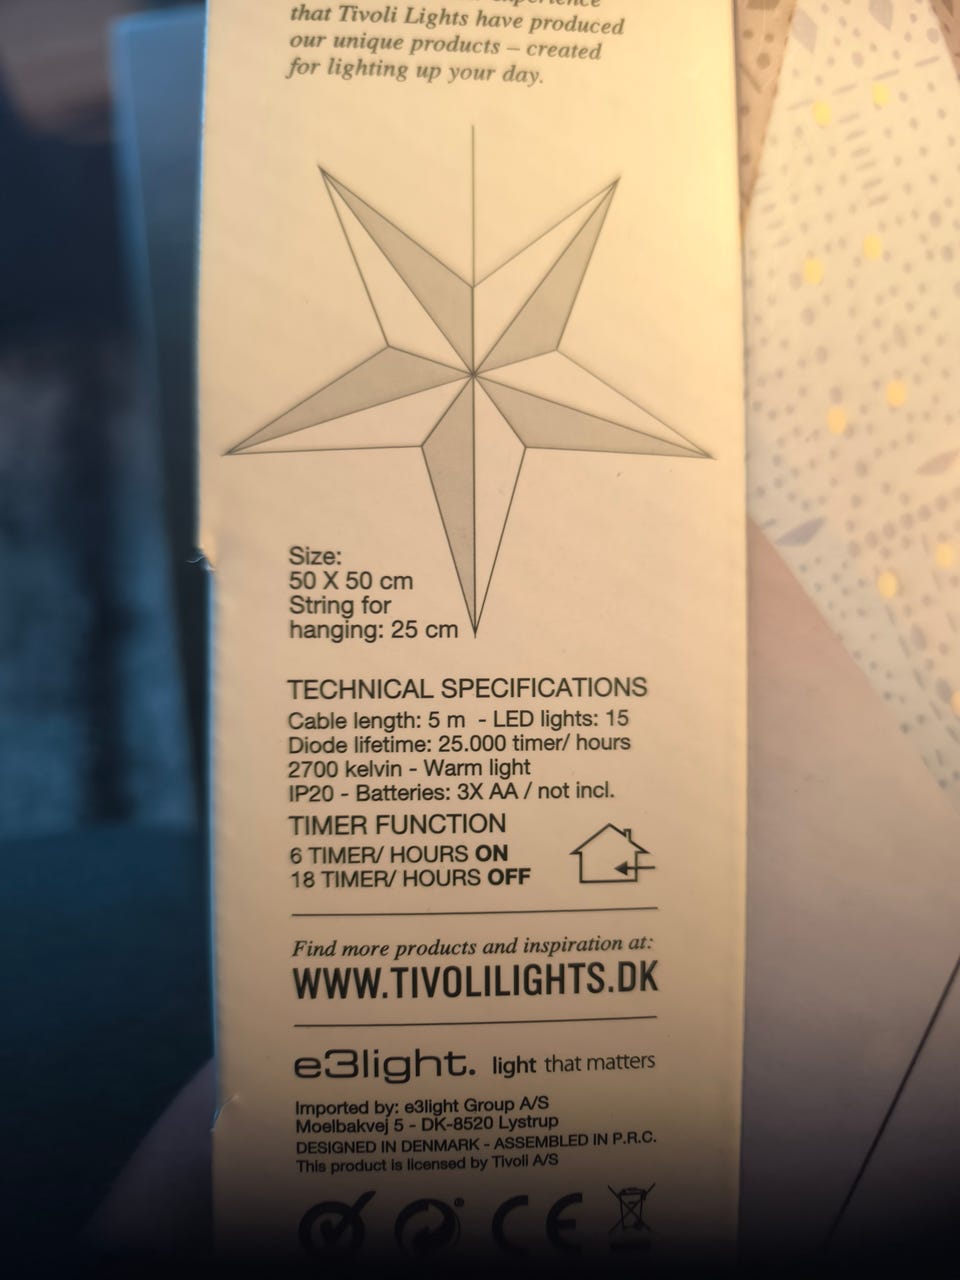 that Tivoli Lights have produced
our unique products – created
for lighting up your day.
Size:
50 X 50 cm
String for
hanging: 25 cm
TECHNICAL SPECIFICATIONS
Cable length: 5 m - LED lights: 15
Diode lifetime: 25.000 timer/ hours
2700 kelvin - Warm light
IP20 - Batteries: 3X AA / not incl.
TIMER FUNCTION
6 TIMER/ HOURS ON
18 TIMER/ HOURS OFF
Find more products and inspiration at:
WWW.TIVOLILIGHTS.DK
e3light. light that matters
Imported by: e3light Group A/S
Moelbakvej 5 - DK-8520 Lystrup
DESIGNED IN DENMARK - ASSEMBLED IN P.R.C.
This product is licensed by Tivoli A/S
CE